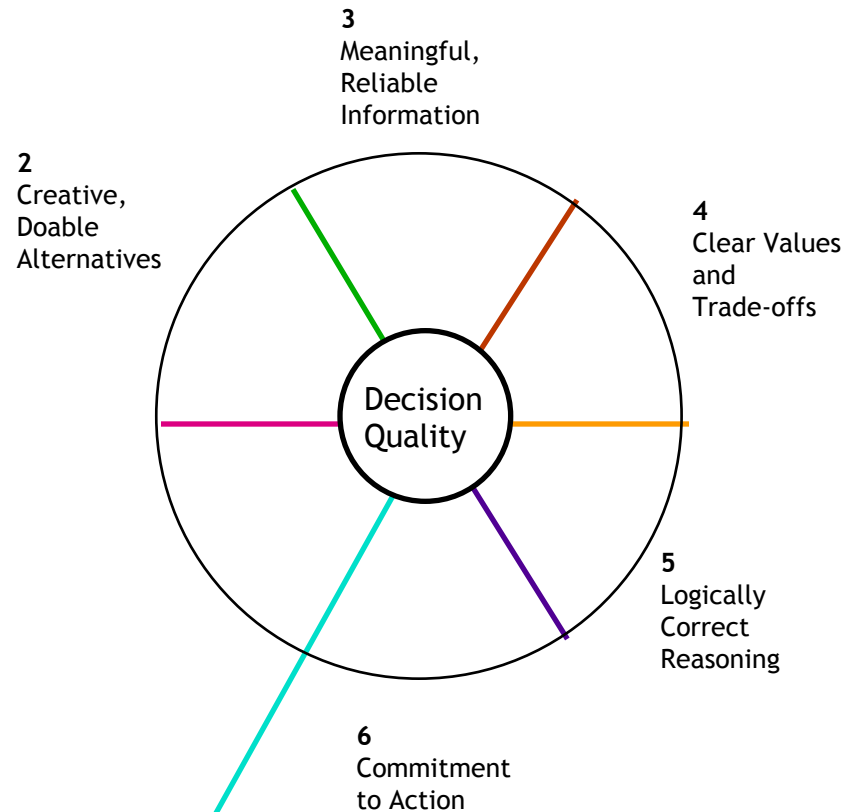 3
Meaningful,
Reliable
Information
2
Creative,
Doable
Alternatives
4
Clear Values
and
Trade-offs
Decision
Quality
5
Logically
Correct
Reasoning
6
Commitment
to Action